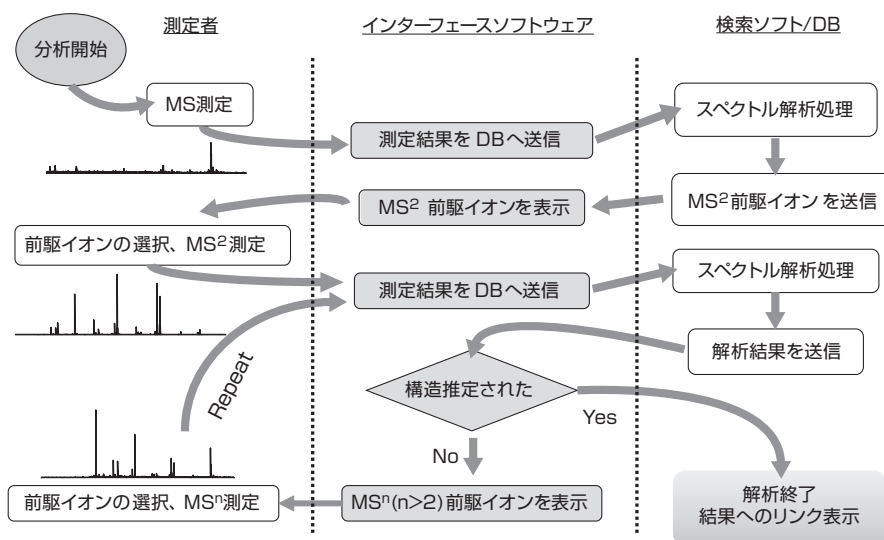 測定者
インターフェースソフトウェア
検索ソフト/DB
分析開始
MS測定
測定結果を DB へ送信
スペクトル解析処理
MS² 前駆イオンを表示
MS²前駆イオン を送信
前駆イオンの選択、MS²測定
測定結果を DB へ送信
スペクトル解析処理
解析結果を送信
Repeat
構造推定された
Yes
No
前駆イオンの選択、MSⁿ測定
MSⁿ(n>2)前駆イオンを表示
解析終了
結果へのリンク表示